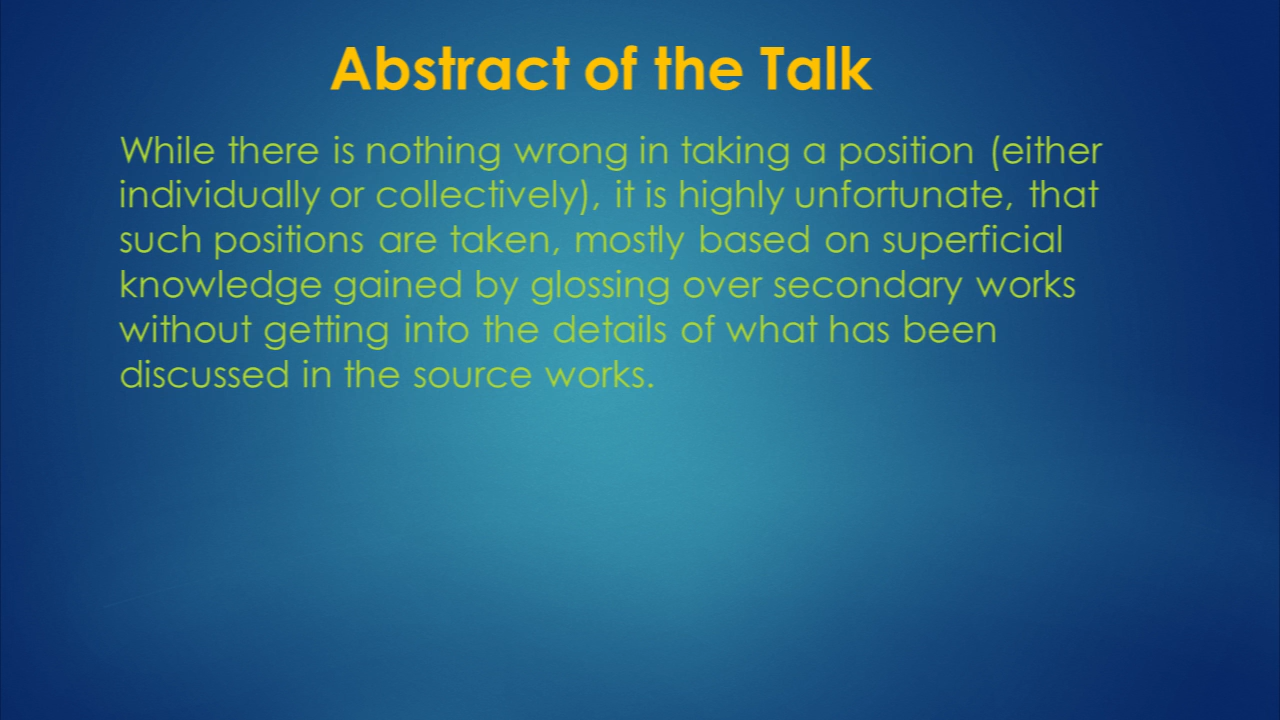 Abstract of the Talk
While there is nothing wrong in taking a position (either
individually or collectively), it is highly unfortunate, that
such positions are taken, mostly based on superficial
knowledge gained by glossing over secondary works
without getting into the details of what has been
discussed in the source works.